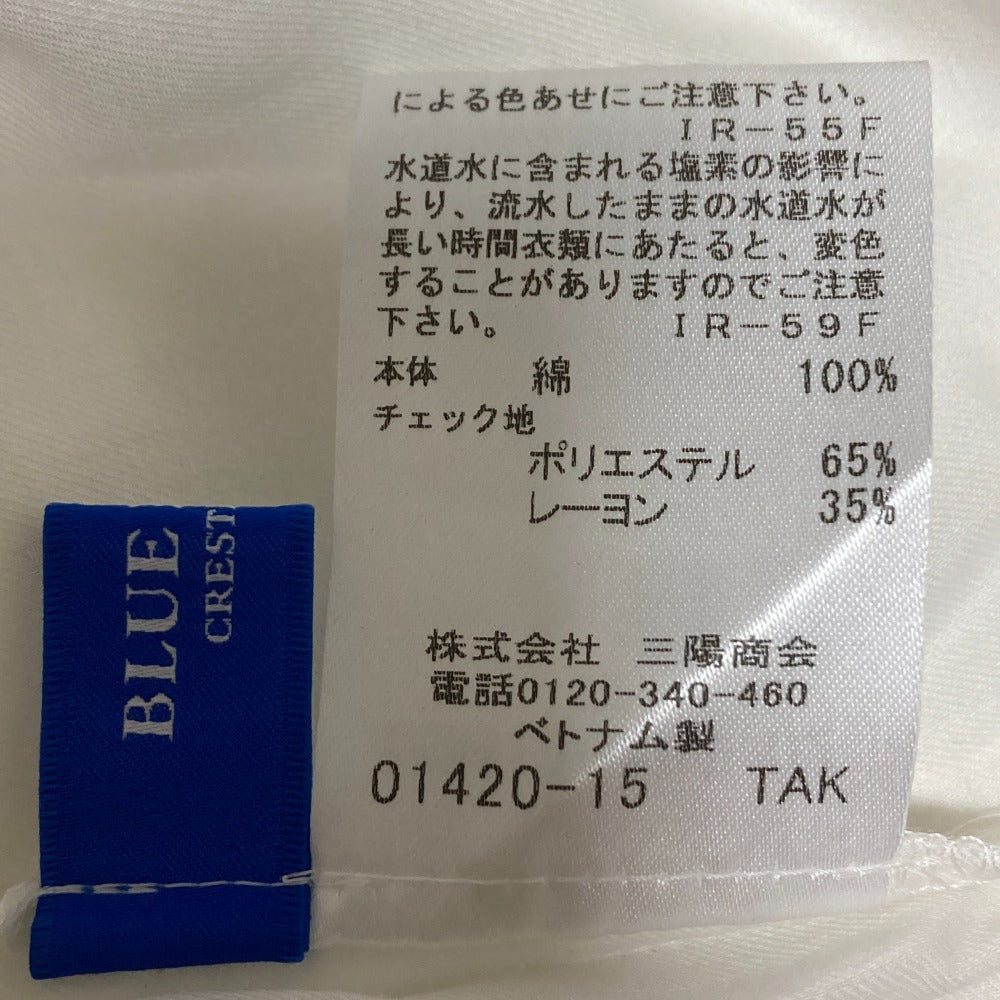 による色あせにご注意下さい。
IR-55F
水道水に含まれる塩素の影響に
より、流水したままの水道水が
長い時間衣類にあたると、変色
することがありますのでご注意
下さい。 IR-59F
本体 綿 100%
チェック地
ポリエステル 65%
レーヨン 35%
株式会社 三陽商会
電話0120-340-460
ベトナム製
01420-15 TAK
BLUE
CREST